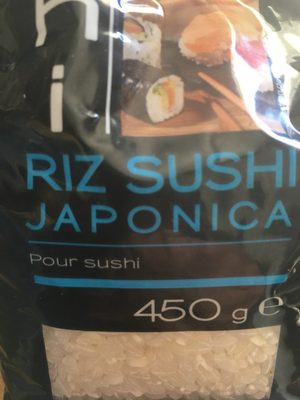 h
i
RIZ SUSHI
JAPONICA
Pour sushi
450 g e